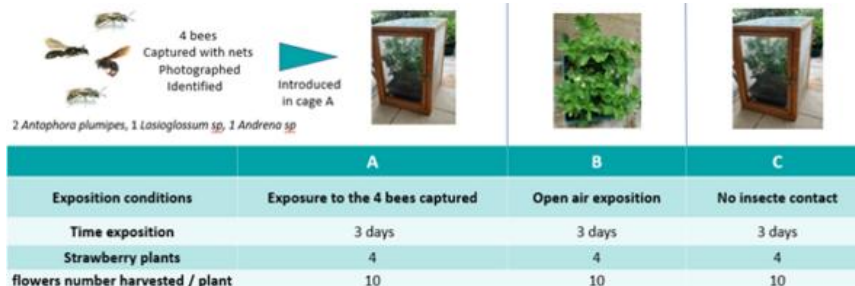 4 bees
Captured with nets
Photographed
Identified
Introduced
in cage A
2 Antophora plumipes, 1 Lasioglossum sp, 1 Andrena sp
A B C
Exposition conditions Exposure to the 4 bees captured Open air exposition No insecte contact
Time exposition 3 days 3 days 3 days
Strawberry plants 4 4 4
flowers number harvested / plant 10 10 10